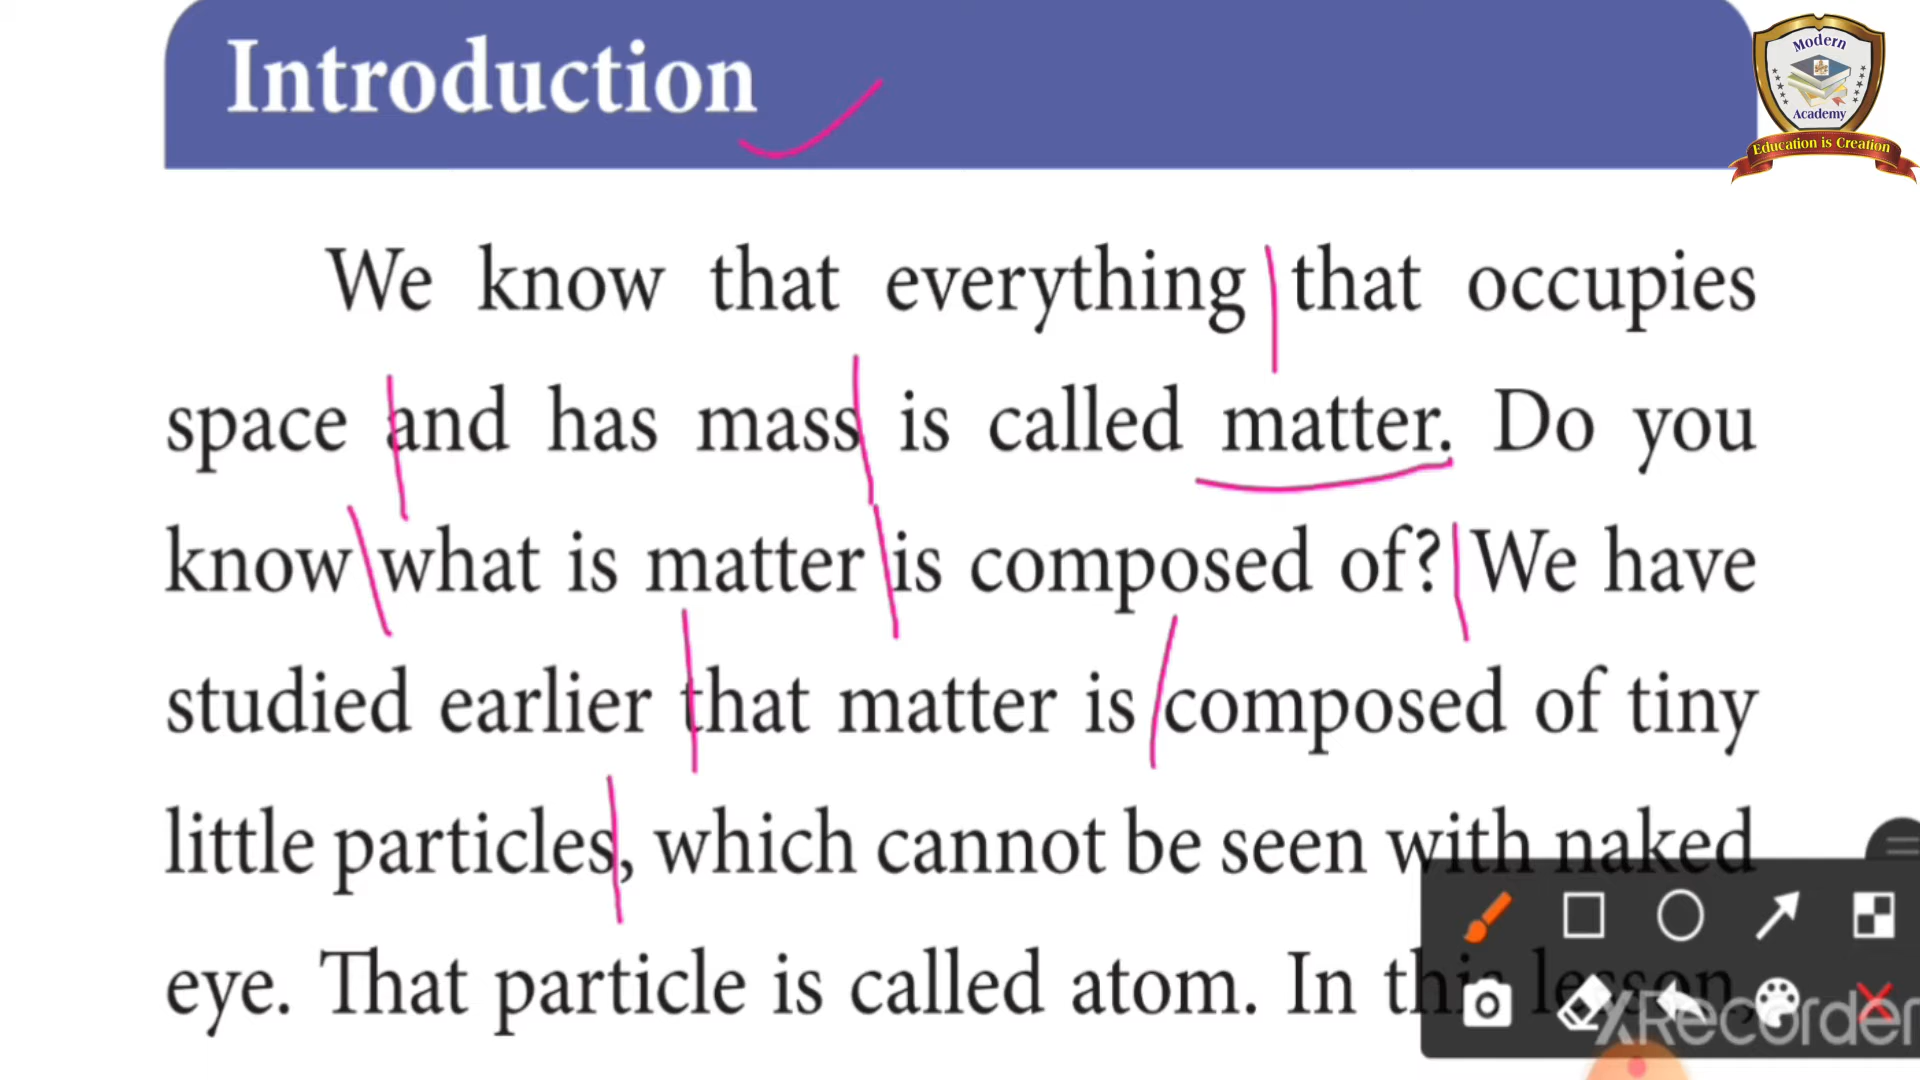 Introduction
Modern
Academy
Education is Creation
We know that everything that occupies
space and has mass is called matter. Do you
know what is matter is composed of? We have
studied earlier that matter is composed of tiny
little particles, which cannot be seen with naked
eye. That particle is called atom. In this lesson,
XRecorder